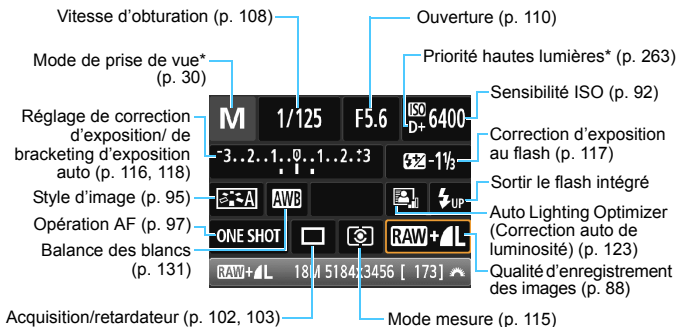 Vitesse d'obturation (p. 108)
Ouverture (p. 110)
Mode de prise de vue*
(p. 30)
Priorité hautes lumières* (p. 263)
Sensibilité ISO (p. 92)
M 1/125 F5.6 ISO D+ 6400
Réglage de correction
d'exposition/ de
bracketing d'exposition
auto (p. 116, 118)
-3..2..1..0..1..2.:3
-1⅓
Correction d'exposition
au flash (p. 117)
Style d'image (p. 95)
A AWB UP
Sortir le flash intégré
Opération AF (p. 97)
ONE SHOT RAW+L
Auto Lighting Optimizer
(Correction auto de
luminosité) (p. 123)
Balance des blancs
(p. 131)
RAW+L 18M 5184x3456 [ 173]
Qualité d'enregistrement
des images (p. 88)
Acquisition/retardateur (p. 102, 103)
Mode mesure (p. 115)